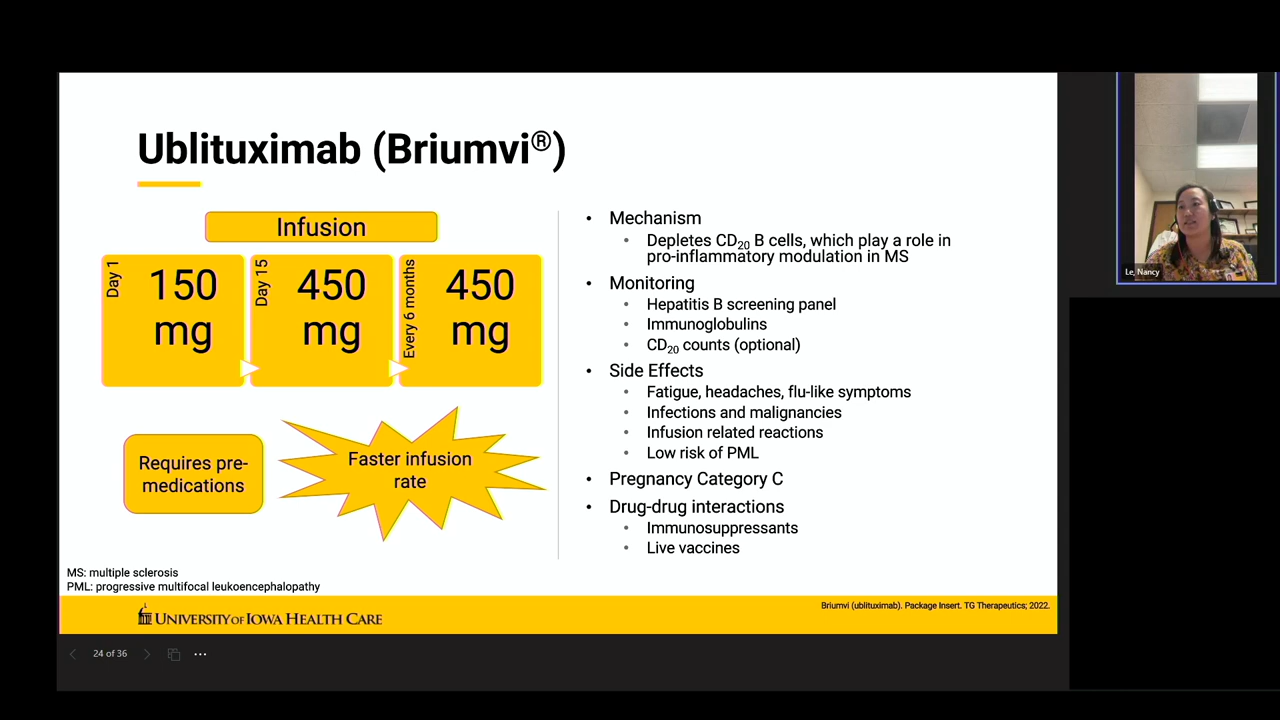 Ublituximab (Briumvi®)
Infusion
Day 1
150
mg
Day 15
450
mg
Every 6 months
450
mg
Requires pre-
medications
Faster infusion
rate
• Mechanism
• Depletes CD20 B cells, which play a role in
pro-inflammatory modulation in MS
• Monitoring
• Hepatitis B screening panel
• Immunoglobulins
• CD20 counts (optional)
• Side Effects
• Fatigue, headaches, flu-like symptoms
• Infections and malignancies
• Infusion related reactions
• Low risk of PML
• Pregnancy Category C
• Drug-drug interactions
• Immunosuppressants
• Live vaccines
MS: multiple sclerosis
PML: progressive multifocal leukoencephalopathy
Briumvi (ublituximab). Package Insert. TG Therapeutics; 2022.
UNIVERSITY OF IOWA HEALTH CARE
24 of 36
Le, Nancy